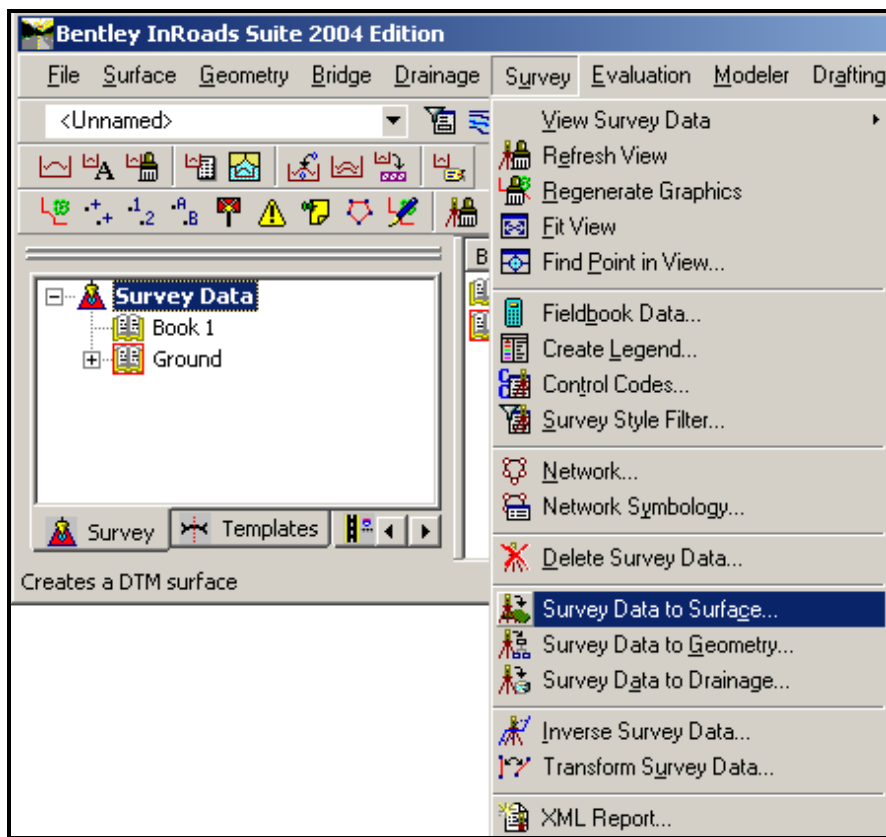 Bentley InRoads Suite 2004 Edition
File Surface Geometry Bridge Drainage Survey Evaluation Modeler Drafting
<Unnamed>
View Survey Data
Refresh View
Regenerate Graphics
Fit View
Find Point in View...
Fieldbook Data...
Create Legend...
Control Codes...
Survey Style Filter...
Network...
Network Symbology...
Delete Survey Data...
Survey Data to Surface...
Survey Data to Geometry...
Survey Data to Drainage...
Inverse Survey Data...
Transform Survey Data...
XML Report...
B
Survey Data
Book 1
Ground
Survey Templates
Creates a DTM surface